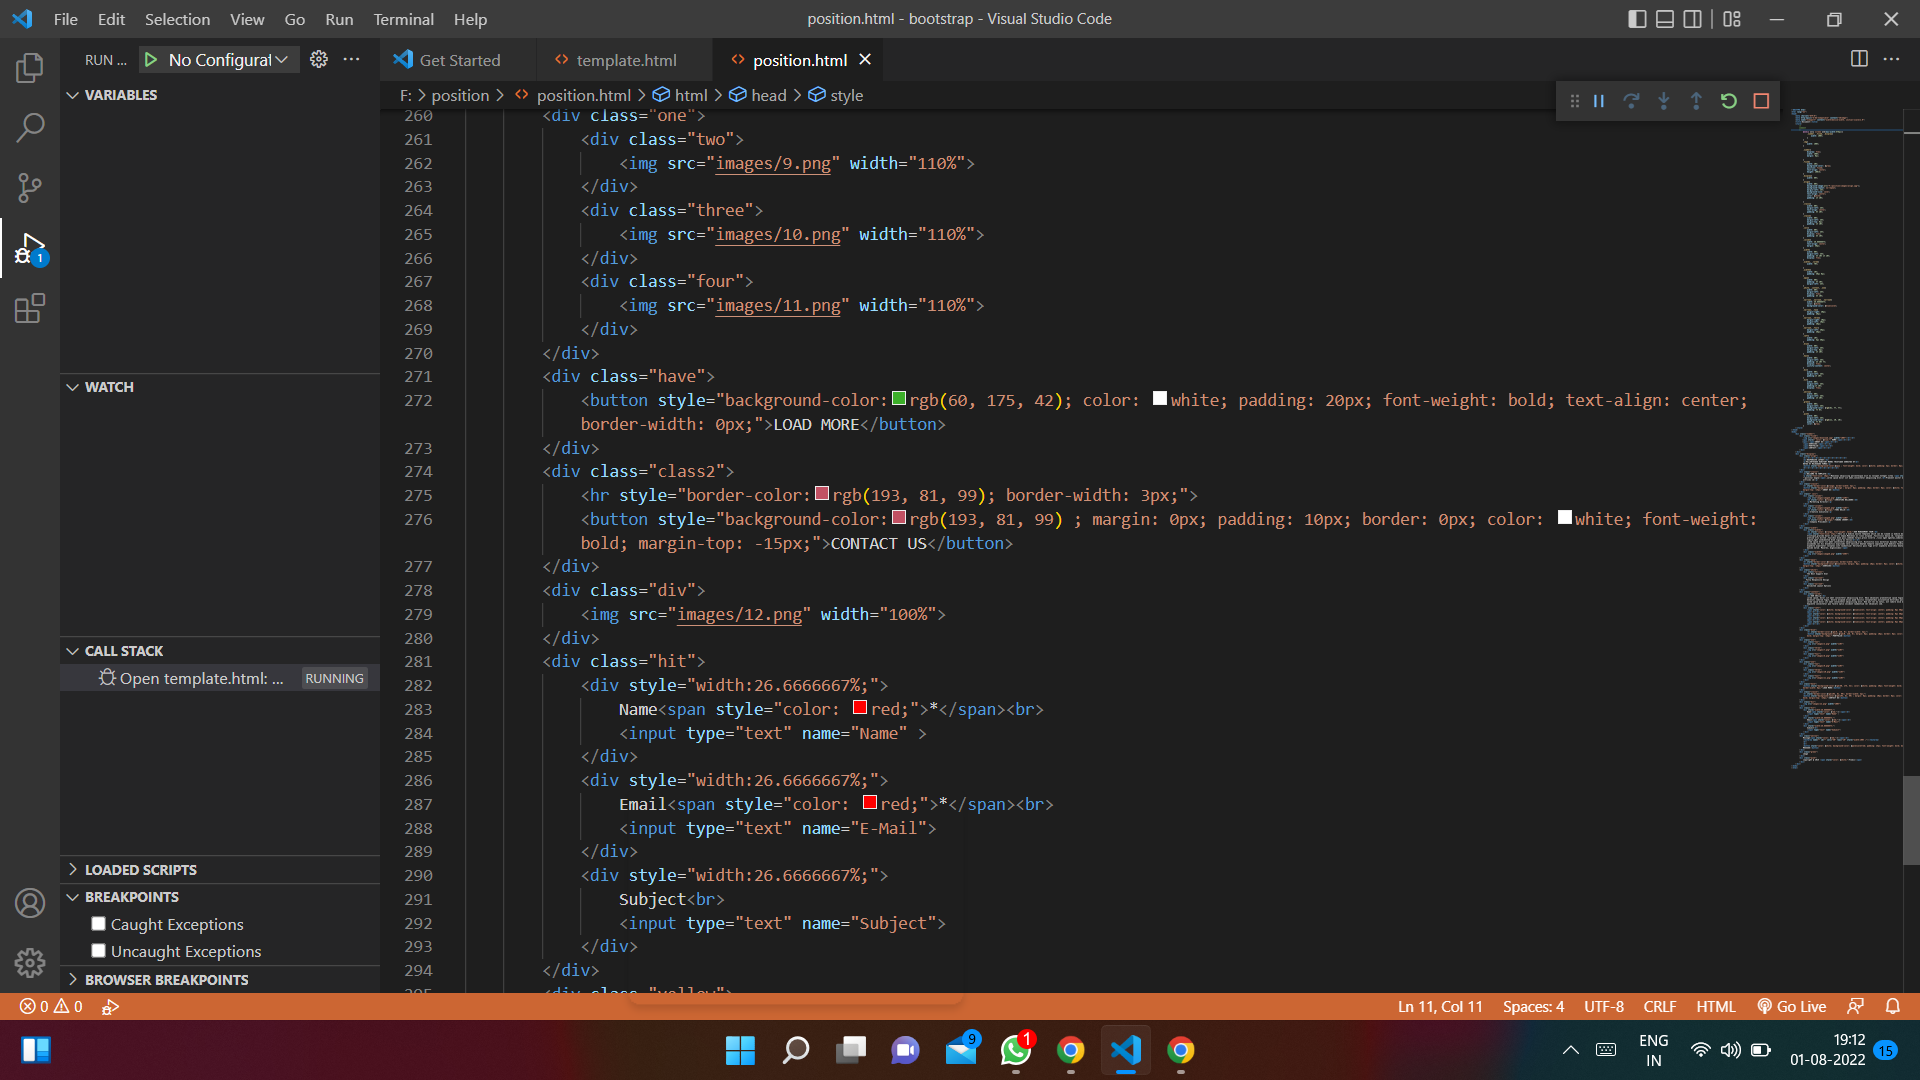 File Edit Selection View Go Run Terminal Help
position.html - bootstrap - Visual Studio Code
RUN ... No Configurat
Get Started template.html position.html
F: > position > position.html > html > head > style
VARIABLES
WATCH
CALL STACK
Open template.html: ... RUNNING
LOADED SCRIPTS
BREAKPOINTS
Caught Exceptions
Uncaught Exceptions
BROWSER BREAKPOINTS
1
260 <div class="one">
261 <div class="two">
262 <img src="images/9.png" width="110%">
263 </div>
264 <div class="three">
265 <img src="images/10.png" width="110%">
266 </div>
267 <div class="four">
268 <img src="images/11.png" width="110%">
269 </div>
270 </div>
271 <div class="have">
272 <button style="background-color: rgb(60, 175, 42); color: white; padding: 20px; font-weight: bold; text-align: center;
border-width: 0px;">LOAD MORE</button>
273 </div>
274 <div class="class2">
275 <hr style="border-color: rgb(193, 81, 99); border-width: 3px;">
276 <button style="background-color: rgb(193, 81, 99) ; margin: 0px; padding: 10px; border: 0px; color: white; font-weight:
bold; margin-top: -15px;">CONTACT US</button>
277 </div>
278 <div class="div">
279 <img src="images/12.png" width="100%">
280 </div>
281 <div class="hit">
282 <div style="width:26.6666667%;">
283 Name<span style="color: red;">*</span><br>
284 <input type="text" name="Name" >
285 </div>
286 <div style="width:26.6666667%;">
287 Email<span style="color: red;">*</span><br>
288 <input type="text" name="E-Mail">
289 </div>
290 <div style="width:26.6666667%;">
291 Subject<br>
292 <input type="text" name="Subject">
293 </div>
294 </div>
295 <div class="yellow">
0 0
Ln 11, Col 11 Spaces: 4 UTF-8 CRLF HTML Go Live
9 1
ENG
IN
19:12
01-08-2022
15